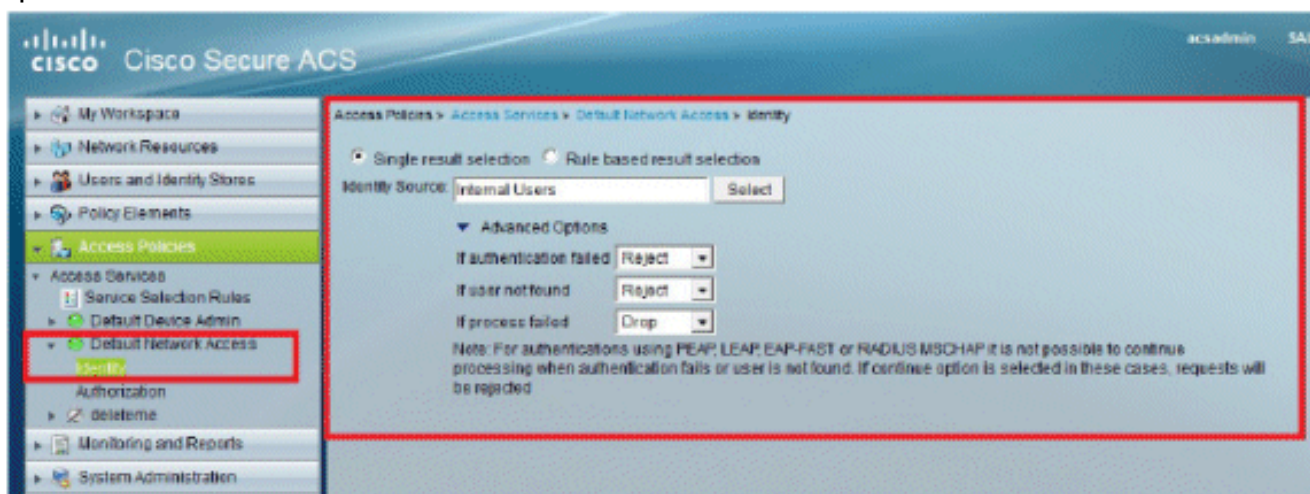 cisco Cisco Secure ACS
acsadmin
My Workspace
Network Resources
Users and Identity Stores
Policy Elements
Access Policies
Access Services
Service Selection Rules
Default Device Admin
Default Network Access
Identity
Authorization
deleteme
Monitoring and Reports
System Administration
Access Policies > Access Services > Default Network Access > Identity
Single result selection Rule based result selection
Identity Source: Internal Users Select
Advanced Options
If authentication failed Reject
If user not found Reject
If process failed Drop
Note: For authentications using PEAP, LEAP, EAP-FAST or RADIUS MSCHAP it is not possible to continue
processing when authentication fails or user is not found. If continue option is selected in these cases, requests will
be rejected